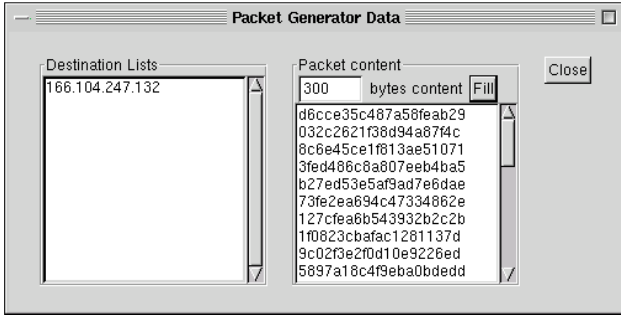 Packet Generator Data
Destination Lists
166.104.247.132
Packet content
300 bytes content Fill
d6cce35c487a58feab29
032c2621f38d94a87f4c
8c6e45ce1f813ae51071
3fed486c8a807eeb4ba5
b27ed53e5af9ad7e6dae
73fe2ea694c47334862e
127cfea6b543932b2c2b
1f0823cbafac1281137d
9c02f3e2f0d10e9226ed
5897a18c4f9eba0bdedd
Close